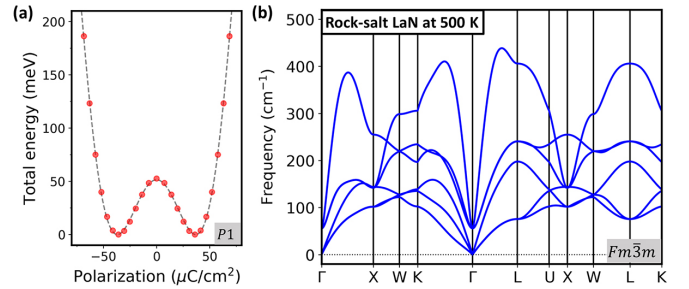 (a)
Total energy (meV)
200
150
100
50
0
−50
0
50
Polarization (μC/cm²)
P1
(b)
Rock-salt LaN at 500 K
Frequency (cm⁻¹)
500
400
300
200
100
0
Γ X W K Γ L U X W L K
Fm3̅m